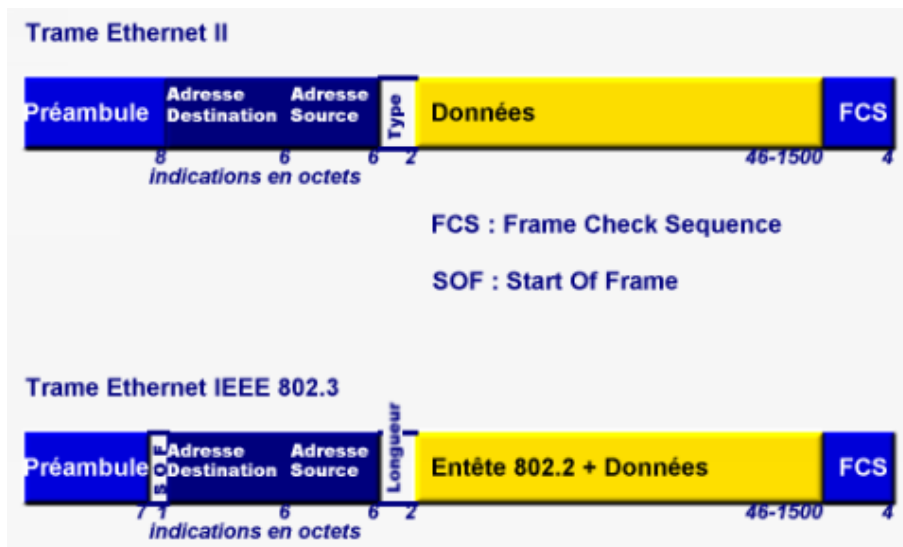 Trame Ethernet II
Préambule
Adresse Destination
Adresse Source
Type
Données
FCS
8 6 6 2 46-1500 4
indications en octets
FCS : Frame Check Sequence
SOF : Start Of Frame
Trame Ethernet IEEE 802.3
Préambule
SOF
Adresse Destination
Adresse Source
Longueur
Entête 802.2 + Données
FCS
7 1 6 6 2 46-1500 4
indications en octets